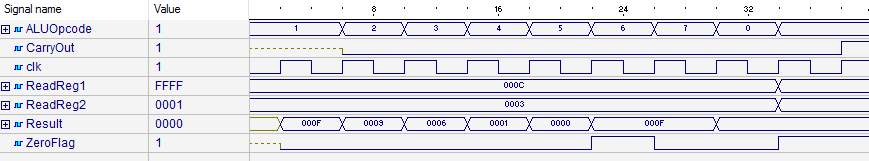 Signal name Value 8 16 24 32
ALUOpcode 1 1 2 3 4 5 6 7 0
CarryOut 1
clk 1
ReadReg1 FFFF 000C
ReadReg2 0001 0003
Result 0000 000F 0009 0006 0001 0000 000F
ZeroFlag 1